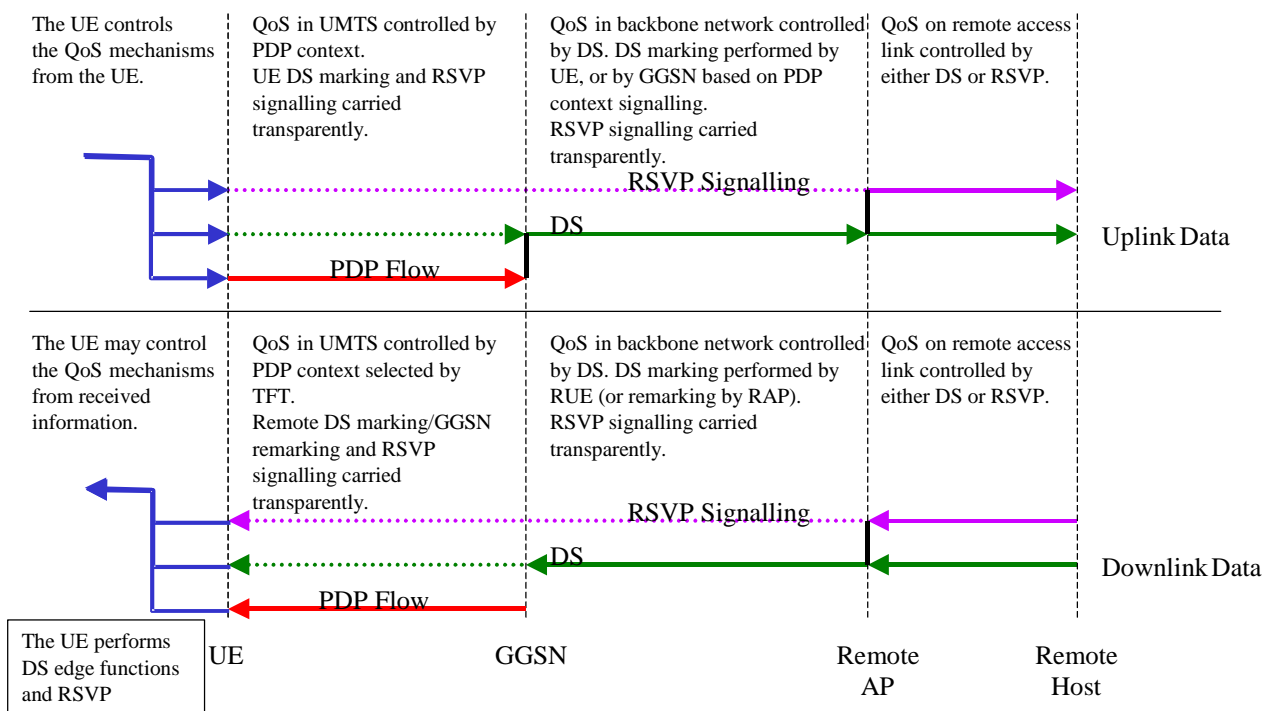 The UE controls
the QoS mechanisms
from the UE.
QoS in UMTS controlled by
PDP context.
UE DS marking and RSVP
signalling carried
transparently.
QoS in backbone network controlled
by DS. DS marking performed by
UE, or by GGSN based on PDP
context signalling.
RSVP signalling carried
transparently.
QoS on remote access
link controlled by
either DS or RSVP.
RSVP Signalling
DS
PDP Flow
Uplink Data
The UE may control
the QoS mechanisms
from received
information.
QoS in UMTS controlled by
PDP context selected by
TFT.
Remote DS marking/GGSN
remarking and RSVP
signalling carried
transparently.
QoS in backbone network controlled
by DS. DS marking performed by
RUE (or remarking by RAP).
RSVP signalling carried
transparently.
QoS on remote access
link controlled by
either DS or RSVP.
RSVP Signalling
DS
PDP Flow
Downlink Data
The UE performs
DS edge functions
and RSVP
UE
GGSN
Remote
AP
Remote
Host